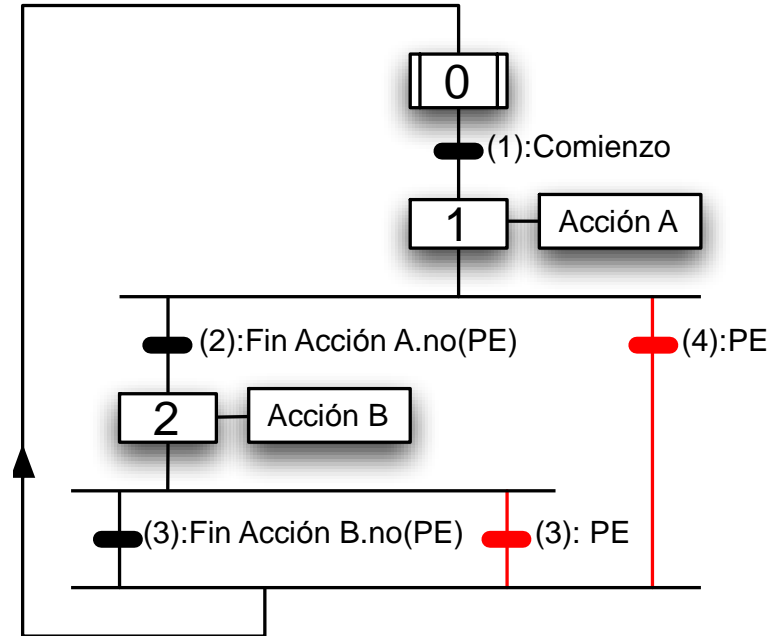 0
(1):Comienzo
1
Acción A
(2):Fin Acción A.no(PE)
(4):PE
2
Acción B
(3):Fin Acción B.no(PE)
(3): PE